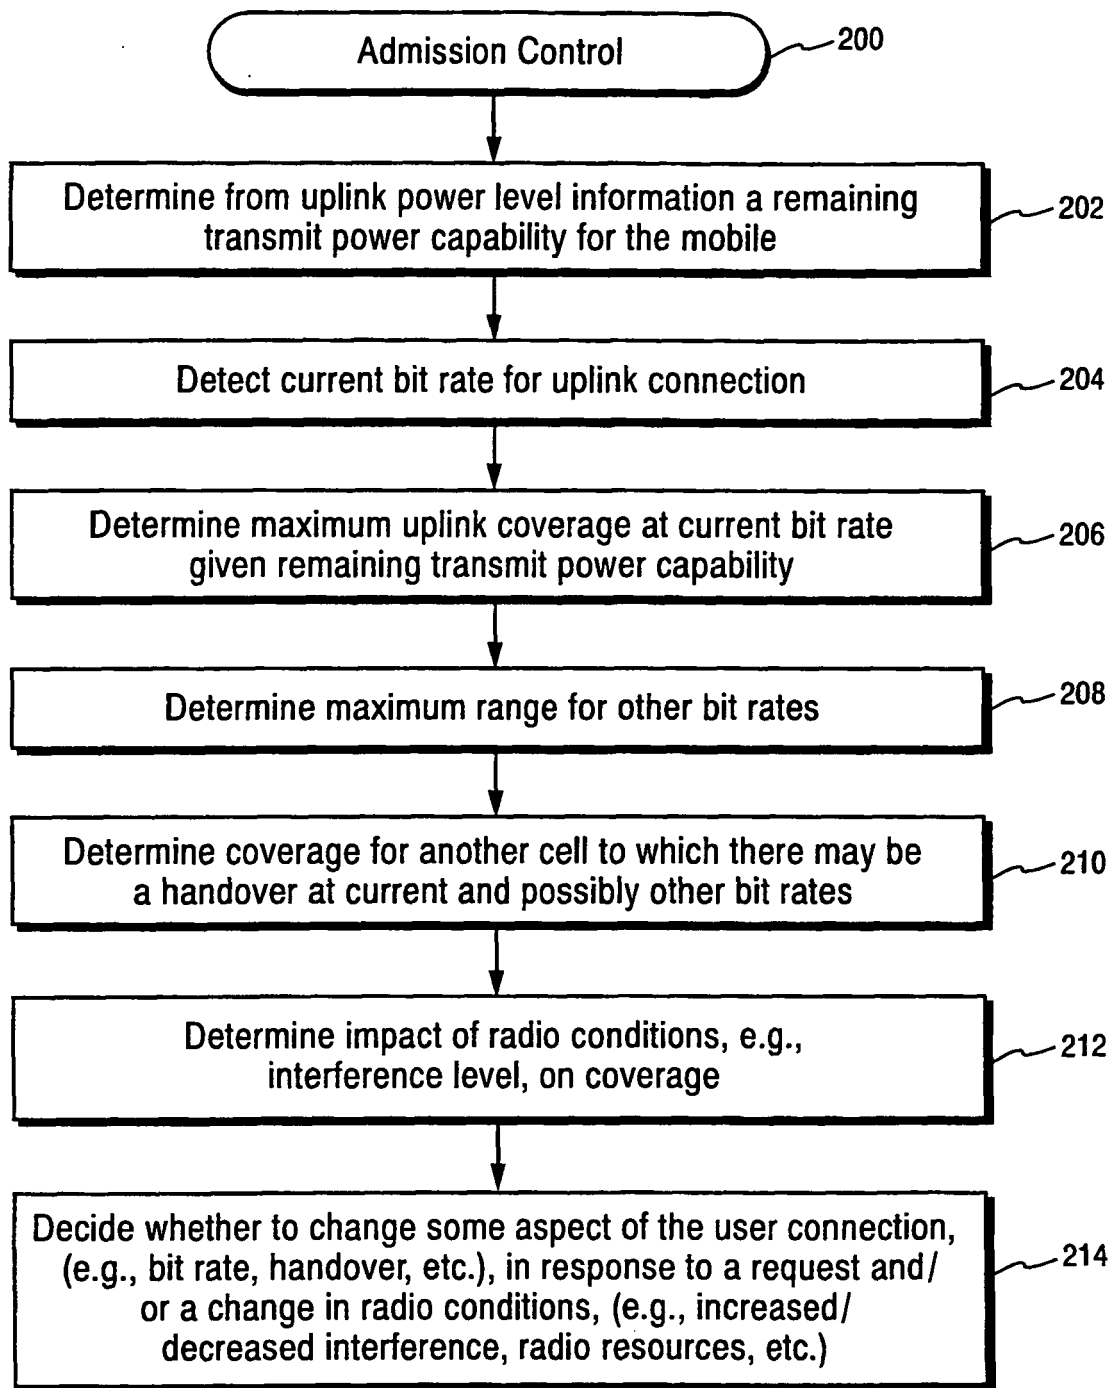 Admission Control
200
Determine from uplink power level information a remaining
transmit power capability for the mobile
202
Detect current bit rate for uplink connection
204
Determine maximum uplink coverage at current bit rate
given remaining transmit power capability
206
Determine maximum range for other bit rates
208
Determine coverage for another cell to which there may be
a handover at current and possibly other bit rates
210
Determine impact of radio conditions, e.g.,
interference level, on coverage
212
Decide whether to change some aspect of the user connection,
(e.g., bit rate, handover, etc.), in response to a request and/
or a change in radio conditions, (e.g., increased/
decreased interference, radio resources, etc.)
214